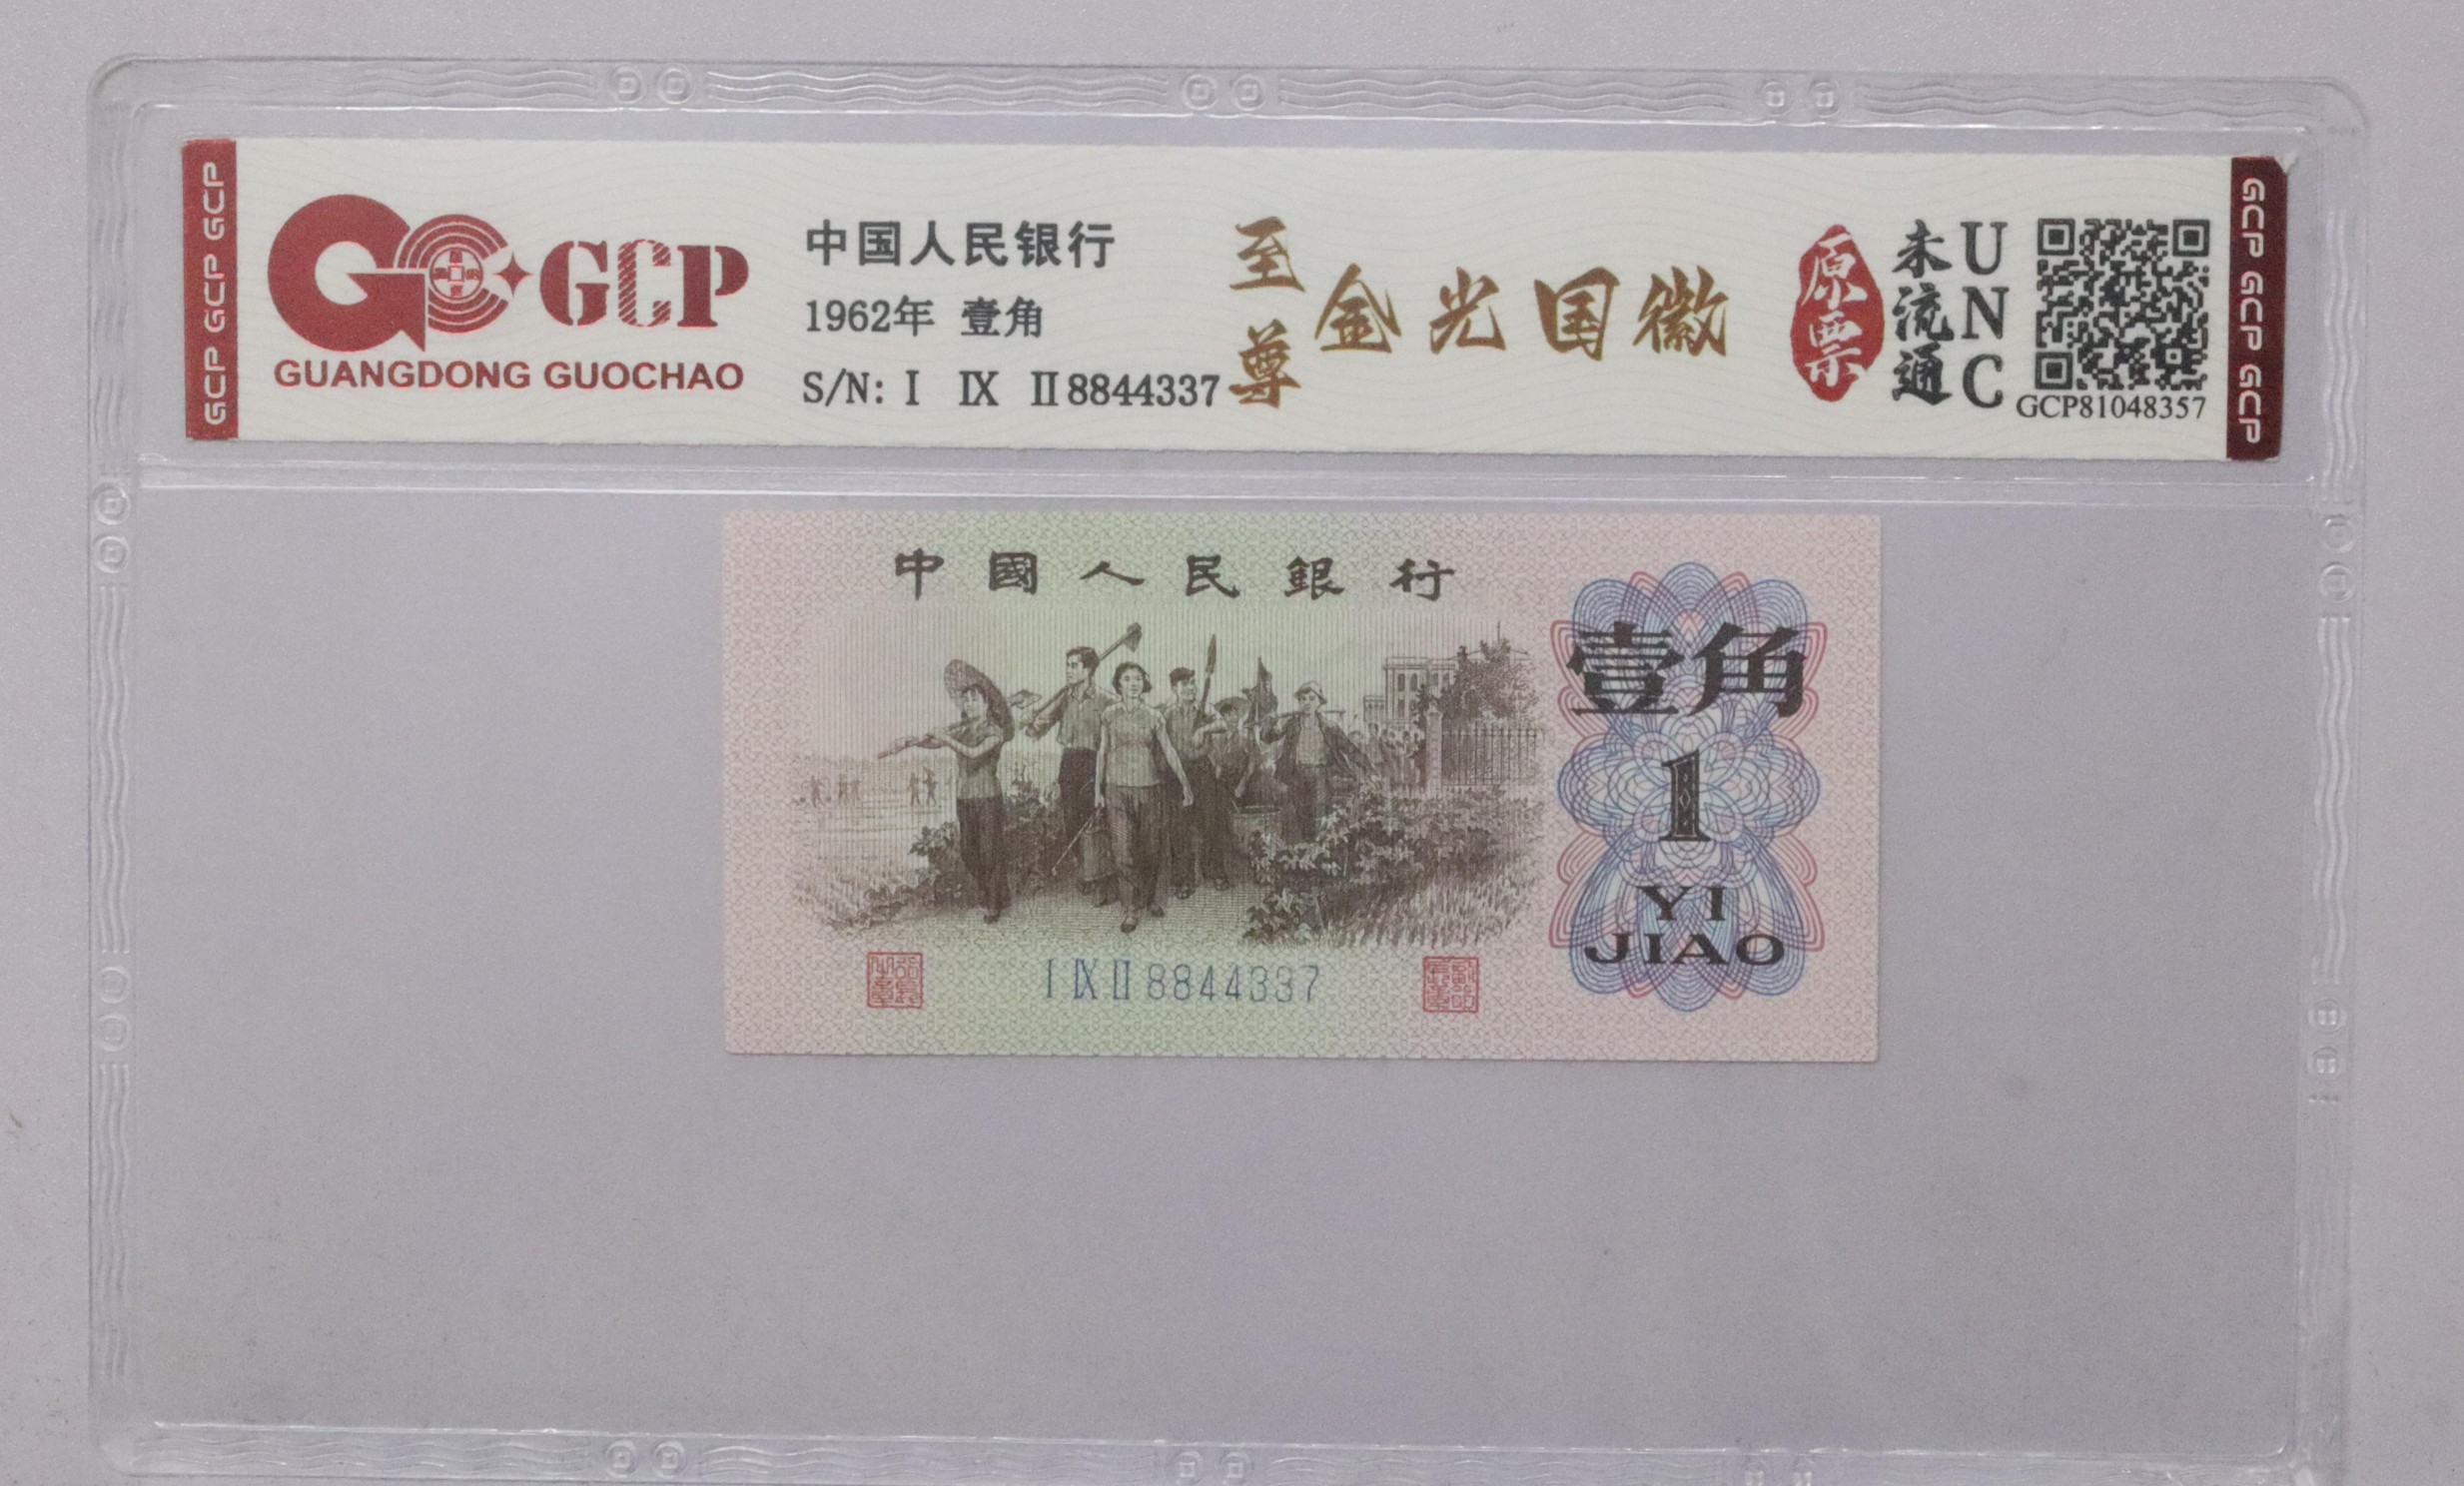 GCP GCP GCP
GCP
GUANGDONG GUOCHAO
中国人民银行
1962年 壹角
S/N: I IX II 8844337
至尊
金光国徽
原票
未流通
UNC
GCP81048357
GCP GCP GCP
中國人民銀行
壹角
1
YI
JIAO
I IX II 8844337